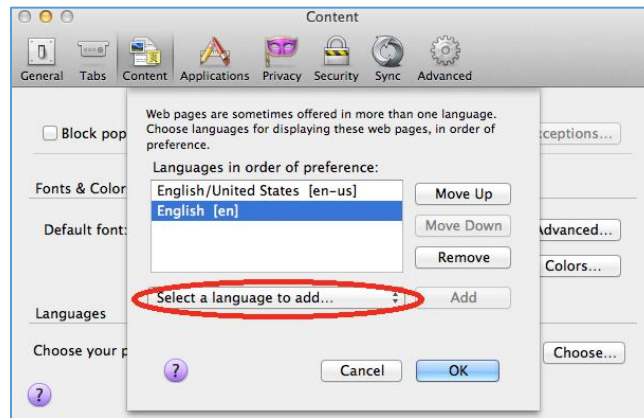 Content
General Tabs Content Applications Privacy Security Sync Advanced
Web pages are sometimes offered in more than one language.
Choose languages for displaying these web pages, in order of
preference.
Block pop
xceptions...
Languages in order of preference:
Fonts & Color
English/United States [en-us]
Move Up
English [en]
Default font:
Move Down
Advanced...
Remove
Colors...
Select a language to add...
Add
Languages
Choose your p
Choose...
?
Cancel
OK
?